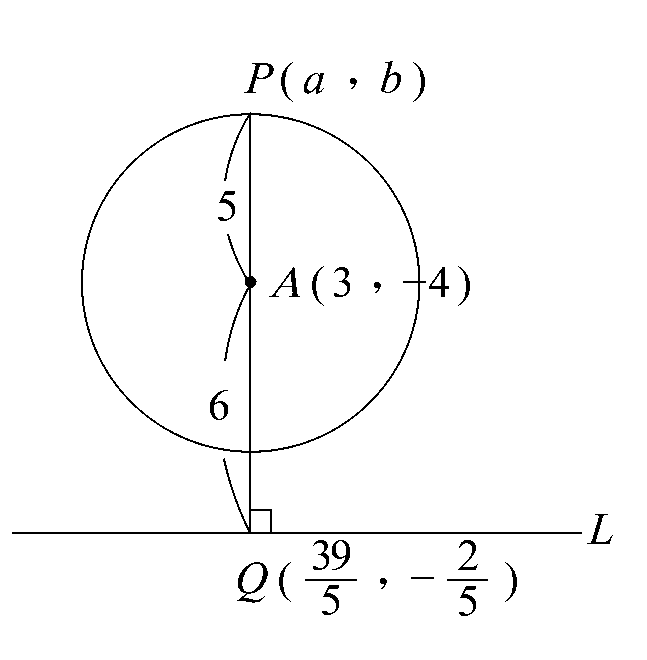 P(a , b)
5
A(3 , −4)
6
L
Q(39/5 , −2/5)